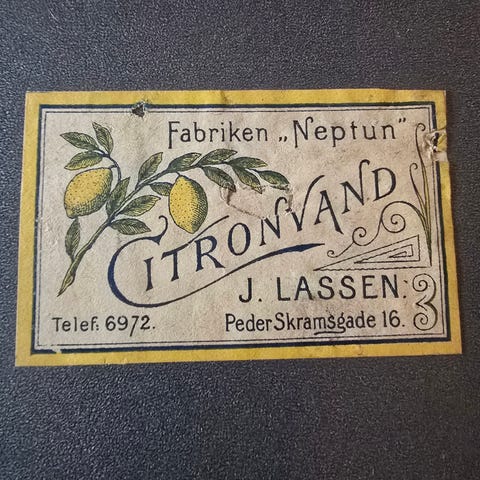 Fabriken „Neptun"
CITRONVAND
J. LASSEN.
Telef. 6972.
Peder Skramsgade 16.